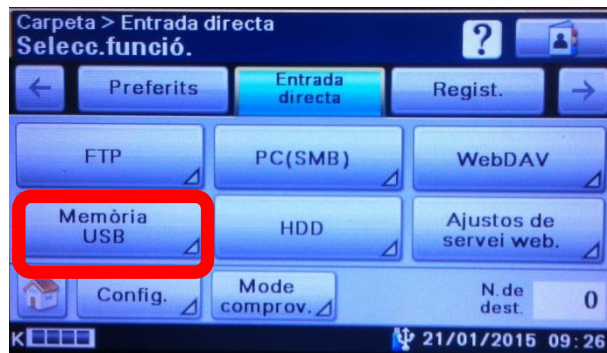 Carpeta > Entrada directa
Selecc.funció.
?
Preferits
Entrada
directa
Regist.
FTP
PC(SMB)
WebDAV
Memòria
USB
HDD
Ajustos de
servei web.
Config.
Mode
comprov.
N.de
dest.
0
K
21/01/2015 09:26